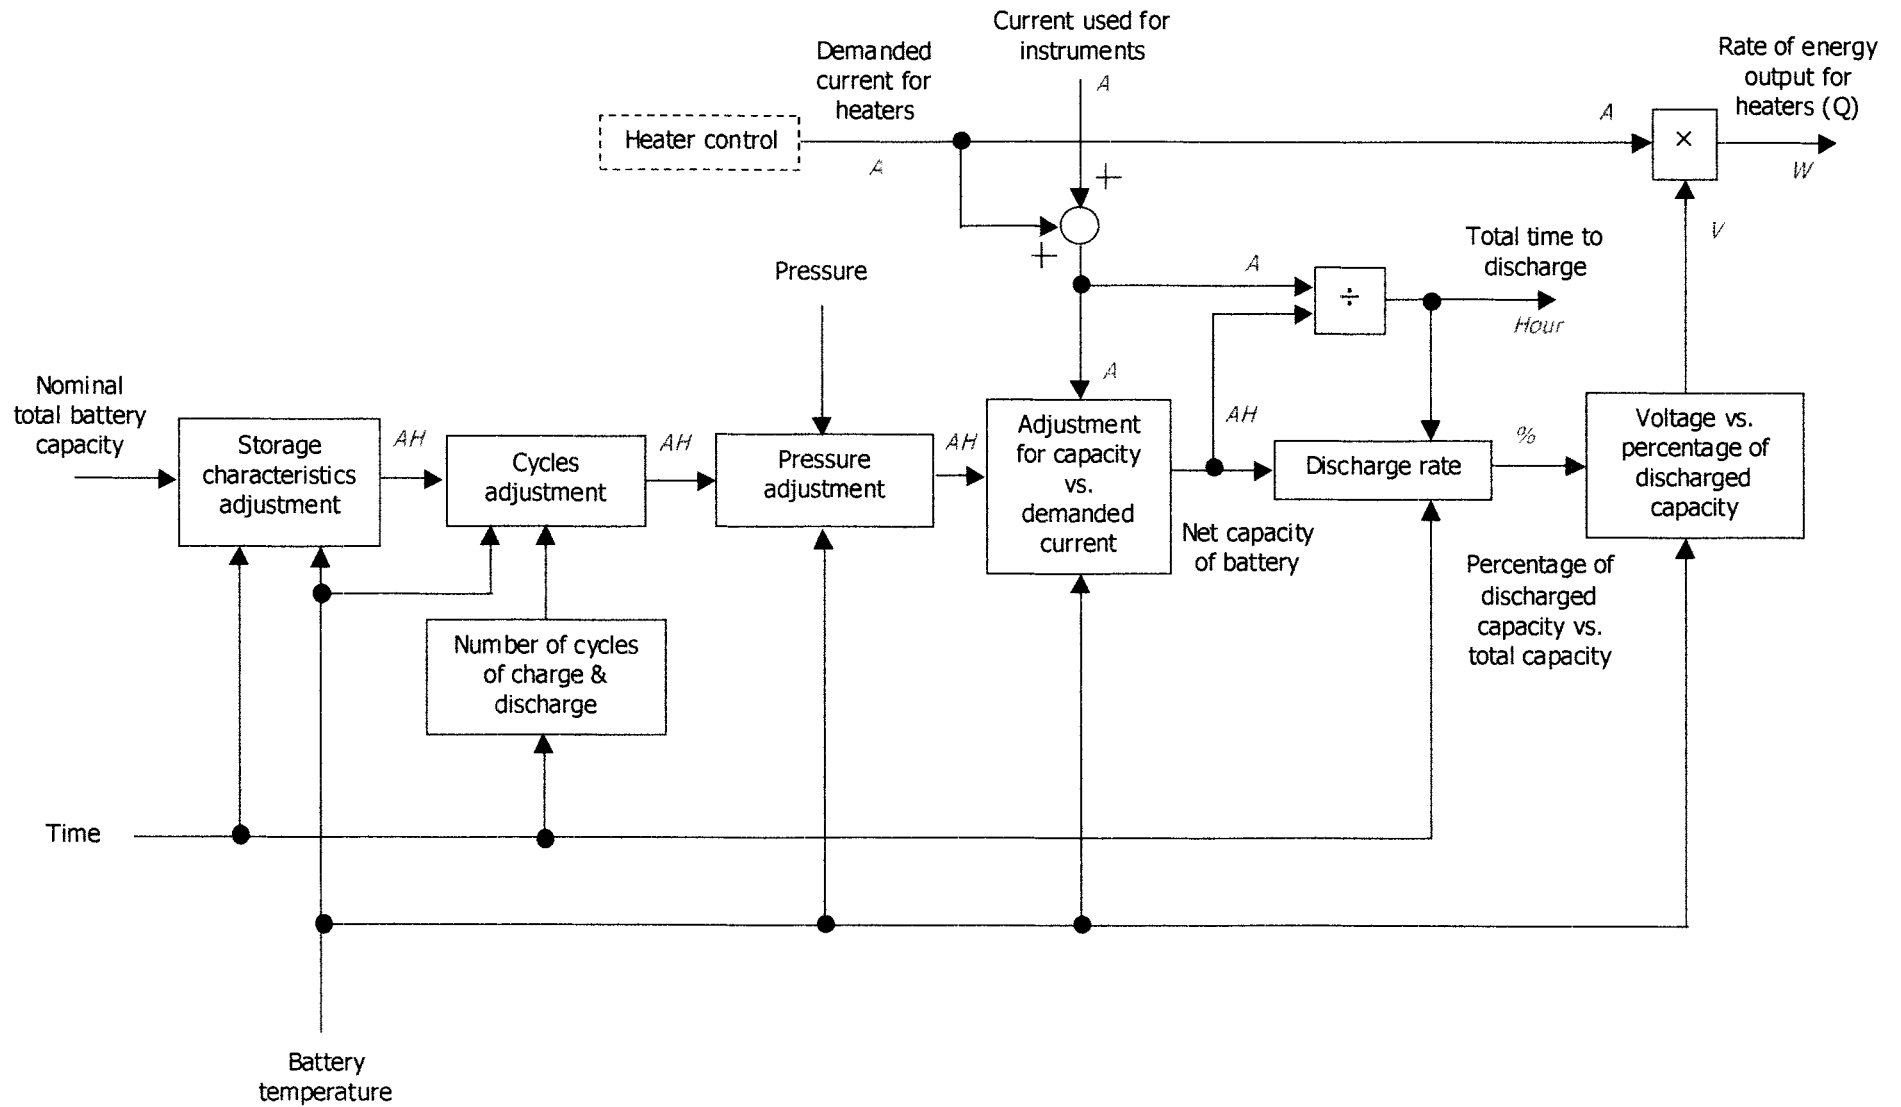 Current used for
instruments
A
Demanded
current for
heaters
Rate of energy
output for
heaters (Q)
Heater control
A
A
×
W
+
+
V
Pressure
A
÷
Total time to
discharge
Hour
A
Nominal
total battery
capacity
Storage
characteristics
adjustment
AH
Cycles
adjustment
AH
Pressure
adjustment
AH
Adjustment
for capacity
vs.
demanded
current
AH
Discharge rate
%
Voltage vs.
percentage of
discharged
capacity
Net capacity
of battery
Percentage of
discharged
capacity vs.
total capacity
Number of cycles
of charge &
discharge
Time
Battery
temperature